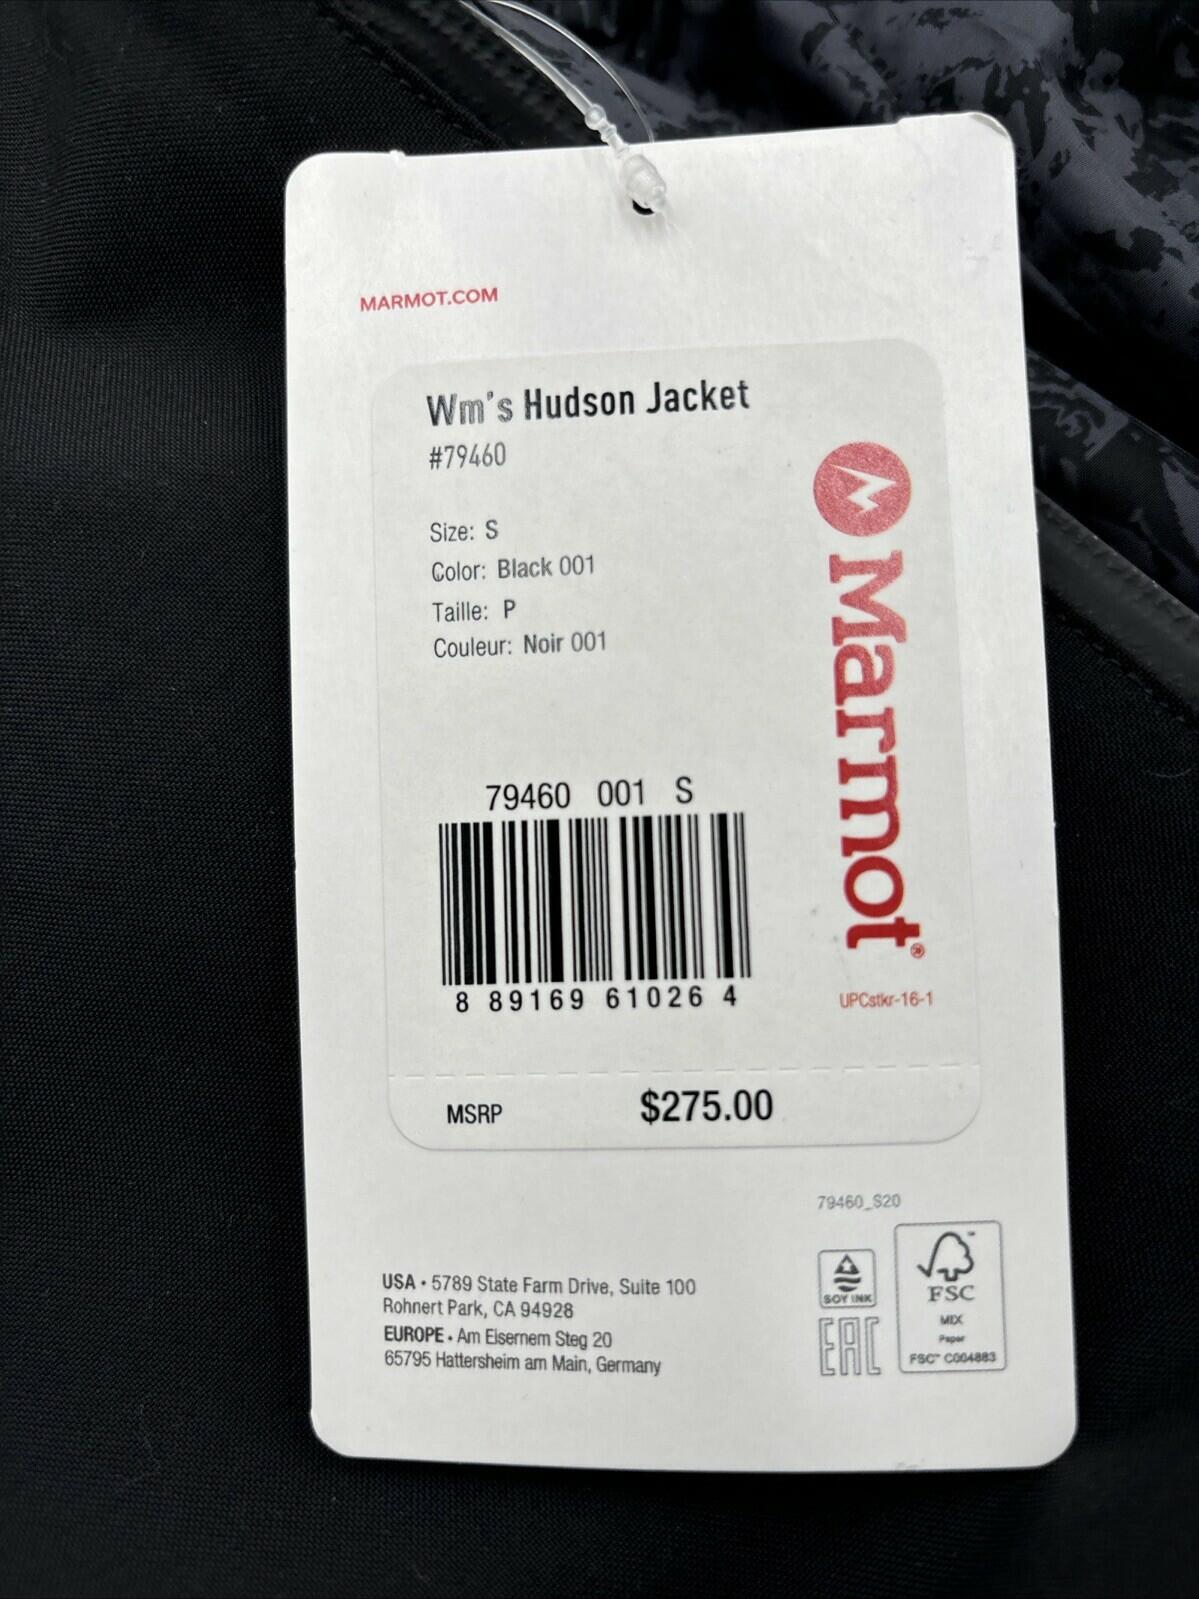 MARMOT.COM
Wm's Hudson Jacket
#79460
Size: S
Color: Black 001
Taille: P
Couleur: Noir 001
79460 001 S
8 89169 61026 4
Marmot®
UPCstkr-16-1
MSRP $275.00
79460_S20
USA • 5789 State Farm Drive, Suite 100
Rohnert Park, CA 94928
EUROPE • Am Eisernem Steg 20
65795 Hattersheim am Main, Germany
SOY INK
EAC
FSC™
MIX
Paper
FSC™ C004883